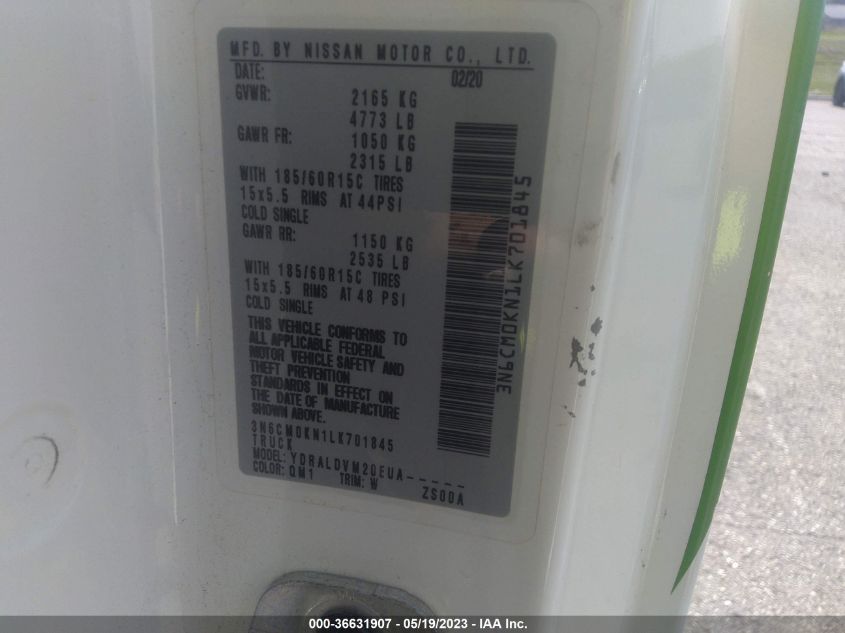 MFD. BY NISSAN MOTOR CO., LTD.
DATE: 02/20
GVWR: 2165 KG
4773 LB
GAWR FR: 1050 KG
2315 LB
WITH 185/60R15C TIRES
15x5.5 RIMS AT 44PSI
COLD SINGLE
GAWR RR: 1150 KG
2535 LB
WITH 185/60R15C TIRES
15x5.5 RIMS AT 48 PSI
COLD SINGLE
THIS VEHICLE CONFORMS TO
ALL APPLICABLE FEDERAL
MOTOR VEHICLE SAFETY AND
THEFT PREVENTION
STANDARDS IN EFFECT ON
THE DATE OF MANUFACTURE
SHOWN ABOVE.
3N6CM0KN1LK701845
TRUCK
MODEL: YDRALDVM20EUA-----
COLOR: QM1 TRIM: W ZS00A
3N6CM0KN1LK701845
000-36631907 - 05/19/2023 - IAA Inc.